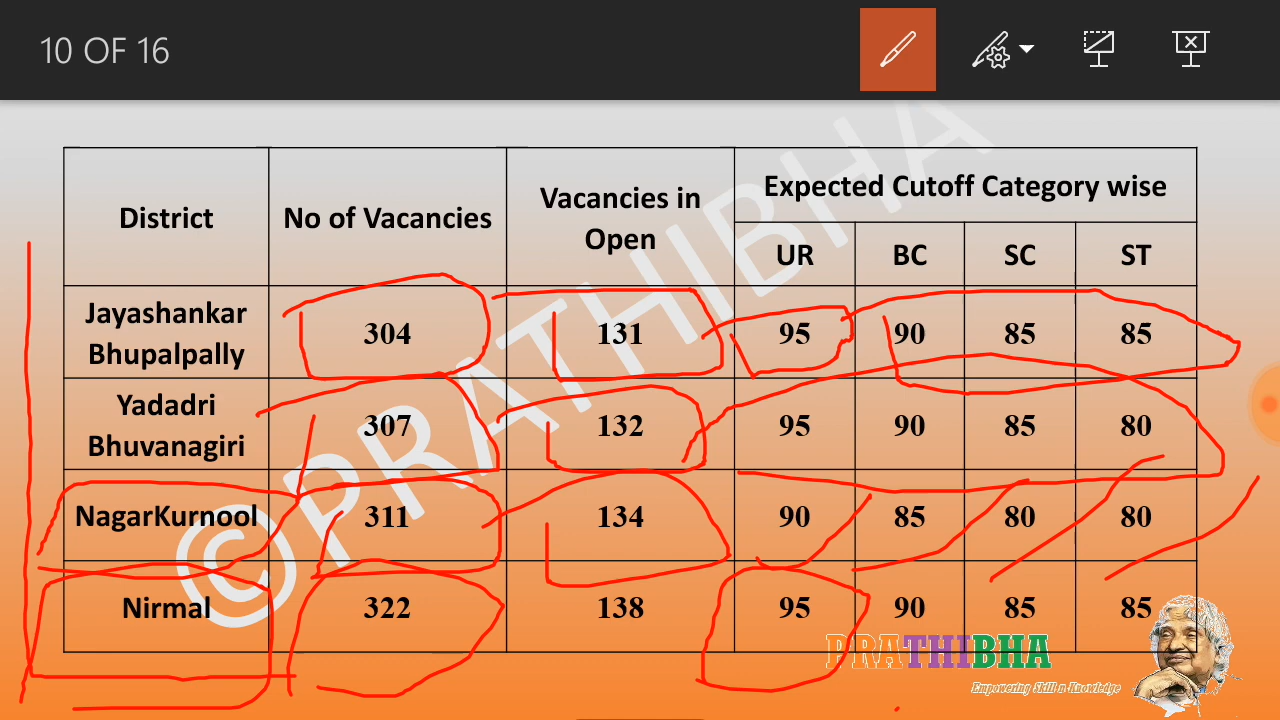 10 OF 16
District No of Vacancies Vacancies in Open Expected Cutoff Category wise
UR BC SC ST
Jayashankar Bhupalpally 304 131 95 90 85 85
Yadadri Bhuvanagiri 307 132 95 90 85 80
NagarKurnool 311 134 90 85 80 80
Nirmal 322 138 95 90 85 85
©PRATHIBHA
PRATHIBHA
Empowering Skill n Knowledge